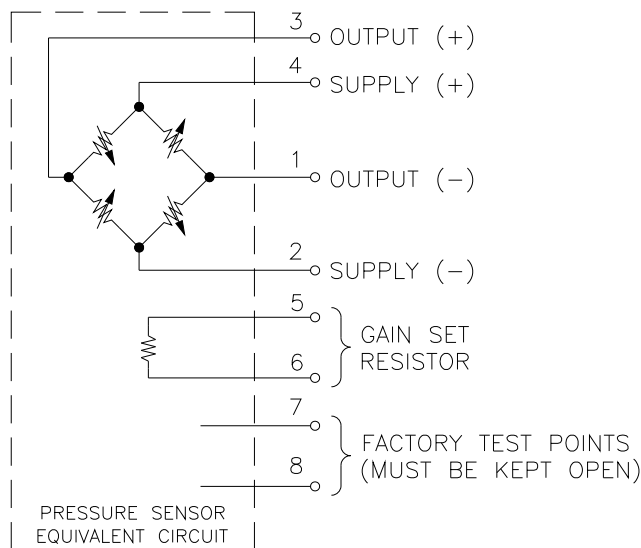 3 OUTPUT (+)
4 SUPPLY (+)
1 OUTPUT (−)
2 SUPPLY (−)
5
GAIN SET
RESISTOR
6
7
FACTORY TEST POINTS
(MUST BE KEPT OPEN)
8
PRESSURE SENSOR
EQUIVALENT CIRCUIT